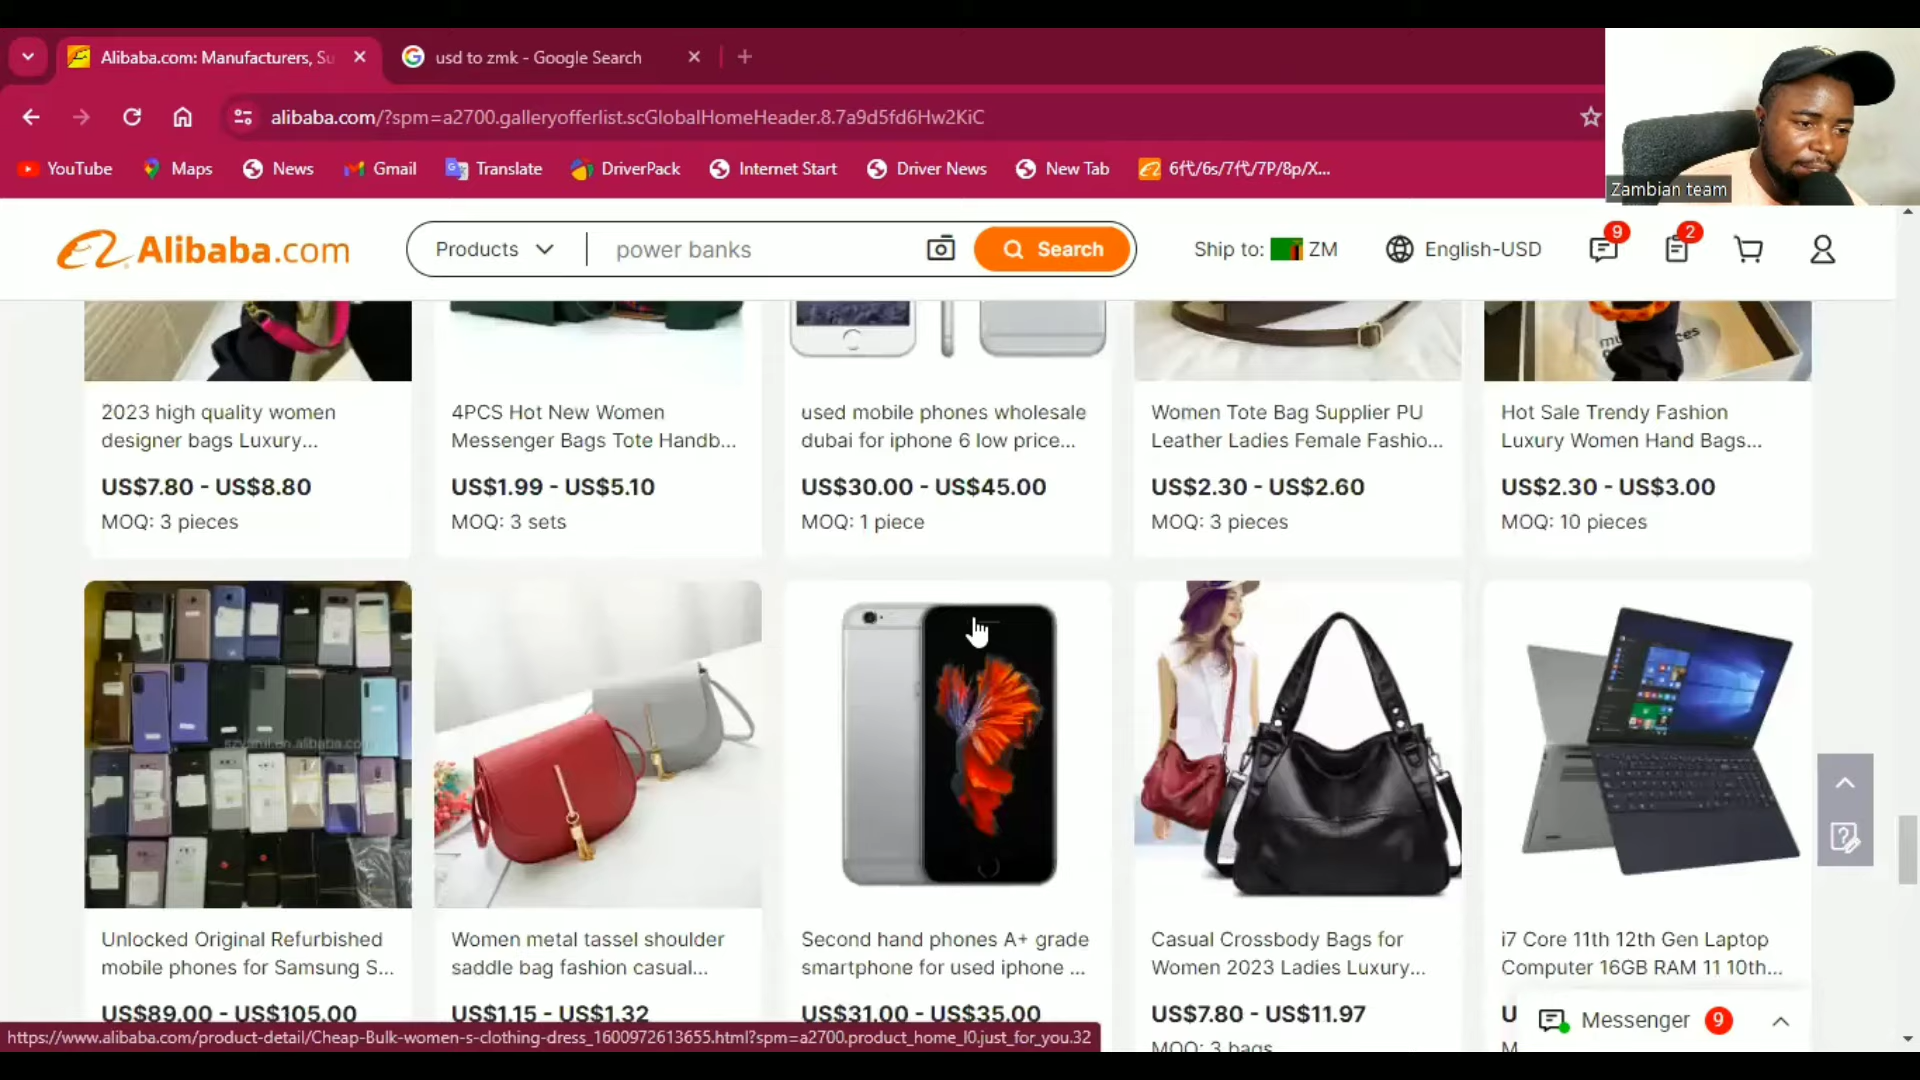 Alibaba.com: Manufacturers, Su
usd to zmk - Google Search
alibaba.com/?spm=a2700.galleryofferlist.scGlobalHomeHeader.8.7a9d5fd6Hw2KiC
YouTube
Maps
News
Gmail
Translate
DriverPack
Internet Start
Driver News
New Tab
6代/6s/7代/7P/8p/X...
Zambian team
Alibaba.com
Products
power banks
Search
Ship to: ZM
English-USD
9
2
2023 high quality women
designer bags Luxury...
US$7.80 - US$8.80
MOQ: 3 pieces
4PCS Hot New Women
Messenger Bags Tote Handb...
US$1.99 - US$5.10
MOQ: 3 sets
used mobile phones wholesale
dubai for iphone 6 low price...
US$30.00 - US$45.00
MOQ: 1 piece
Women Tote Bag Supplier PU
Leather Ladies Female Fashio...
US$2.30 - US$2.60
MOQ: 3 pieces
Hot Sale Trendy Fashion
Luxury Women Hand Bags...
US$2.30 - US$3.00
MOQ: 10 pieces
Unlocked Original Refurbished
mobile phones for Samsung S...
US$89.00 - US$105.00
Women metal tassel shoulder
saddle bag fashion casual...
US$1.15 - US$1.32
Second hand phones A+ grade
smartphone for used iphone ...
US$31.00 - US$35.00
Casual Crossbody Bags for
Women 2023 Ladies Luxury...
US$7.80 - US$11.97
MOQ: 3 bags
i7 Core 11th 12th Gen Laptop
Computer 16GB RAM 11 10th...
U
M
Messenger 9
https://www.alibaba.com/product-detail/Cheap-Bulk-women-s-clothing-dress_1600972613655.html?spm=a2700.product_home_l0.just_for_you.32